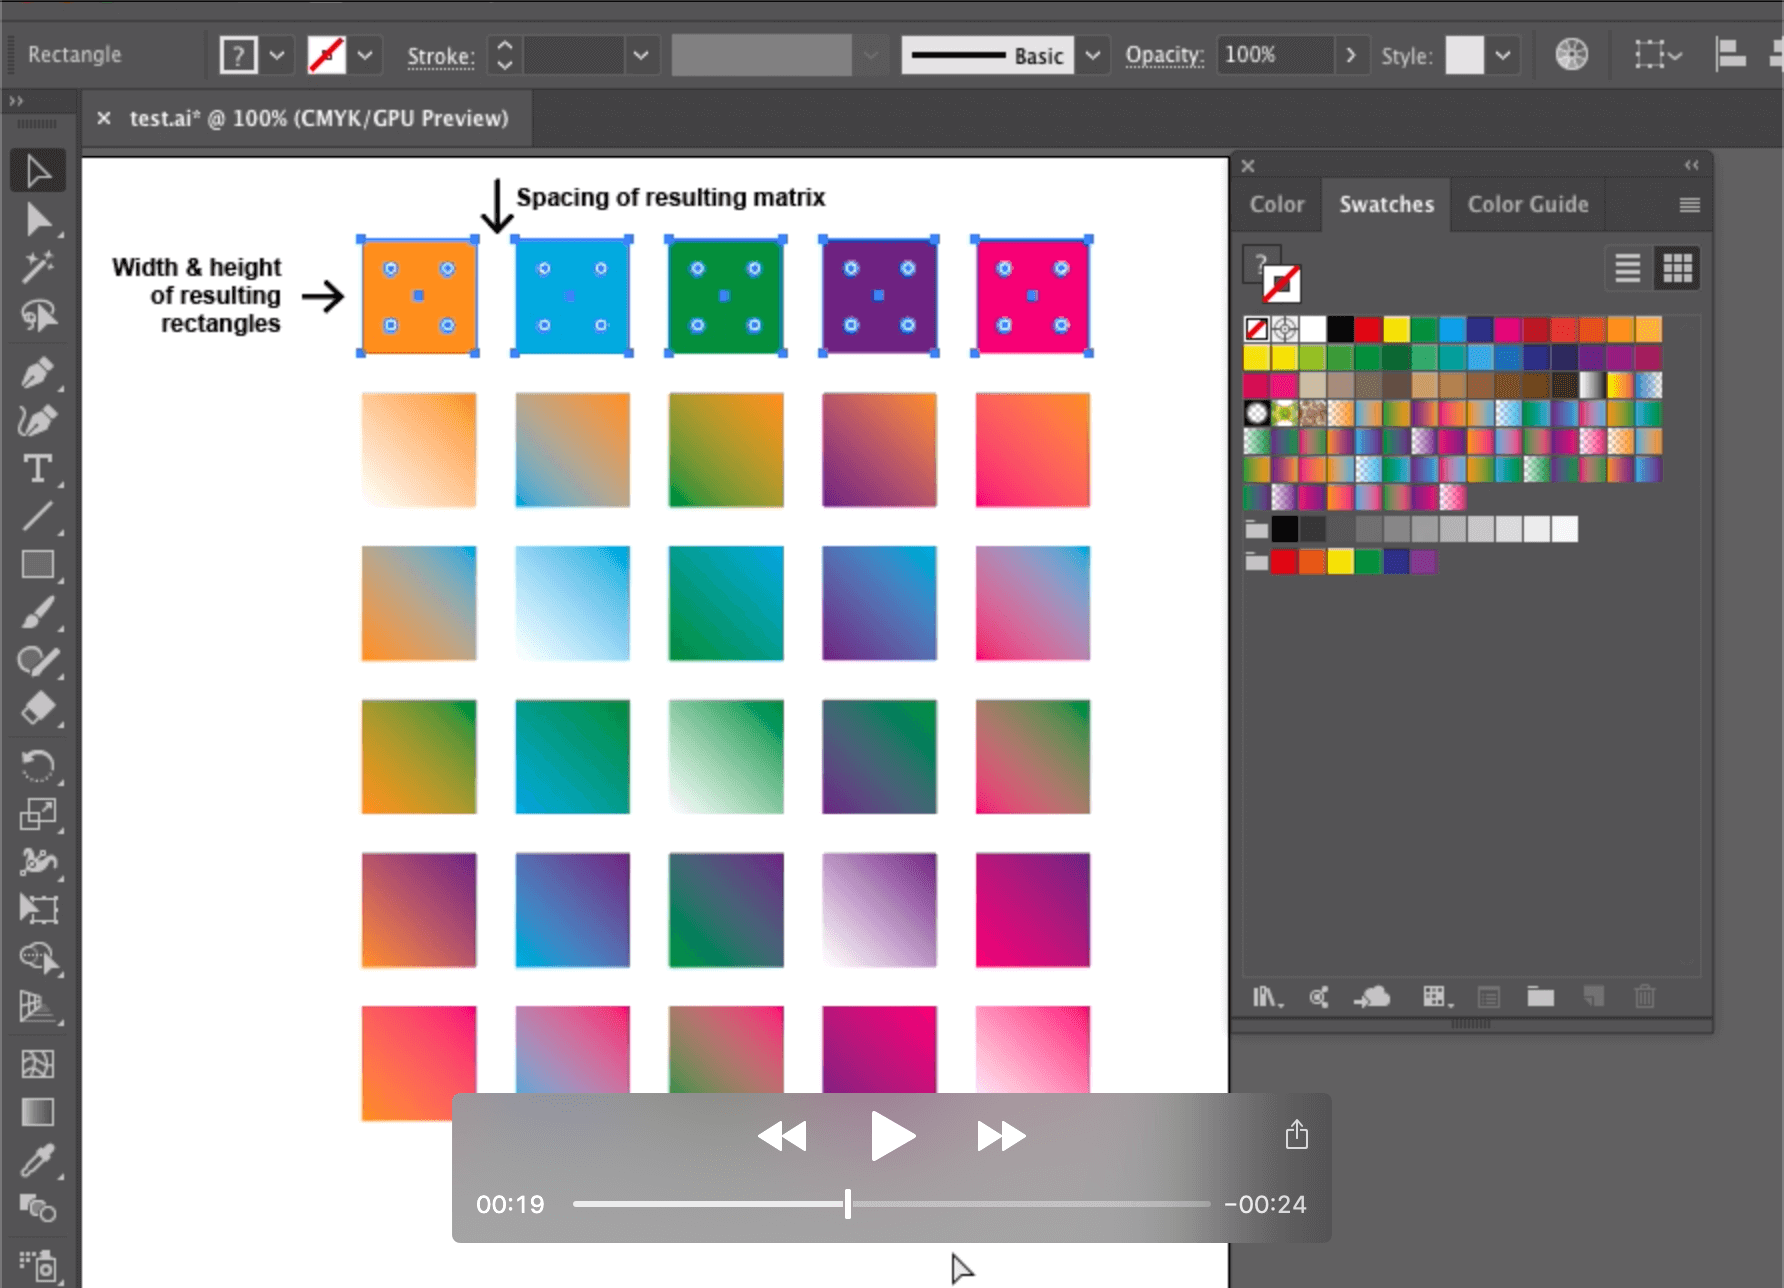 Rectangle ? Stroke: Basic Opacity: 100% Style:
test.ai* @ 100% (CMYK/GPU Preview)
Spacing of resulting matrix
Width & height
of resulting
rectangles
Color Swatches Color Guide
?
T
00:19 -00:24